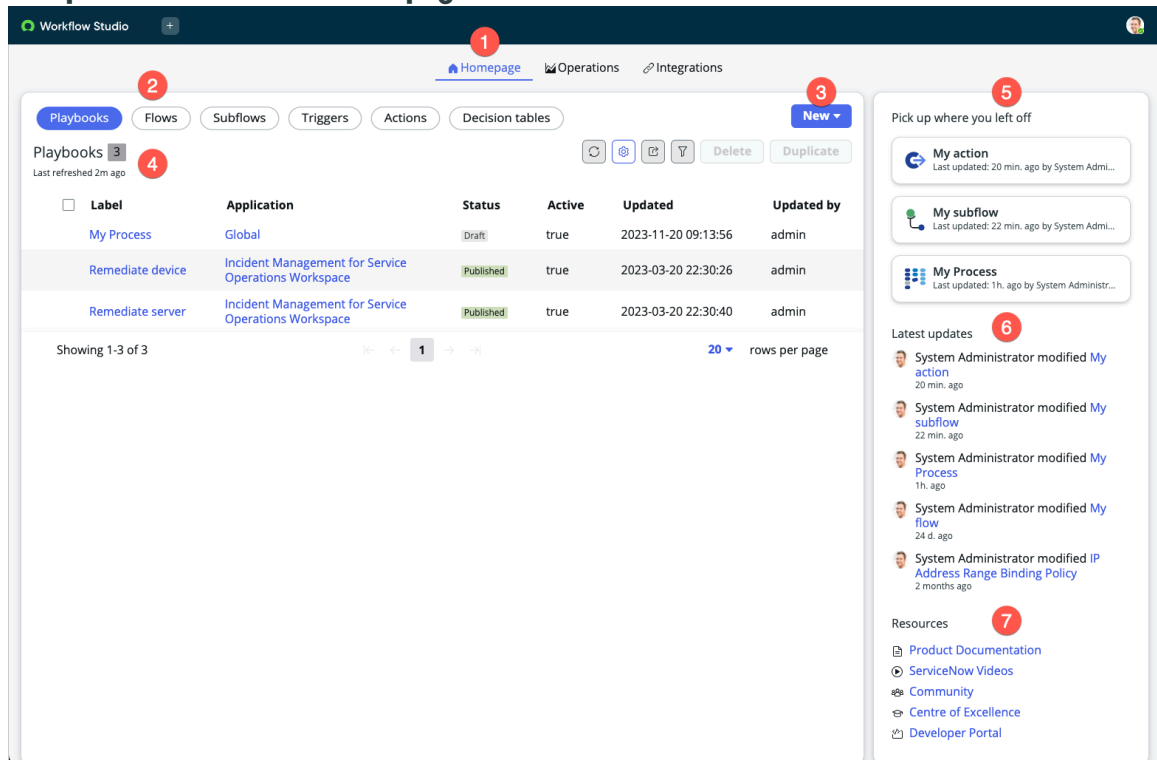 Workflow Studio
+
1
Homepage Operations Integrations
2
3
Playbooks Flows Subflows Triggers Actions Decision tables
New
Playbooks 3
4
Last refreshed 2m ago
Delete Duplicate
Label Application Status Active Updated Updated by
My Process Global Draft true 2023-11-20 09:13:56 admin
Remediate device Incident Management for Service
Operations Workspace Published true 2023-03-20 22:30:26 admin
Remediate server Incident Management for Service
Operations Workspace Published true 2023-03-20 22:30:40 admin
Showing 1-3 of 3 1 20 rows per page
5
Pick up where you left off
My action
Last updated: 20 min. ago by System Admi...
My subflow
Last updated: 22 min. ago by System Admi...
My Process
Last updated: 1h. ago by System Administr...
Latest updates 6
System Administrator modified My
action
20 min. ago
System Administrator modified My
subflow
22 min. ago
System Administrator modified My
Process
1h. ago
System Administrator modified My
flow
24 d. ago
System Administrator modified IP
Address Range Binding Policy
2 months ago
Resources 7
Product Documentation
ServiceNow Videos
Community
Centre of Excellence
Developer Portal